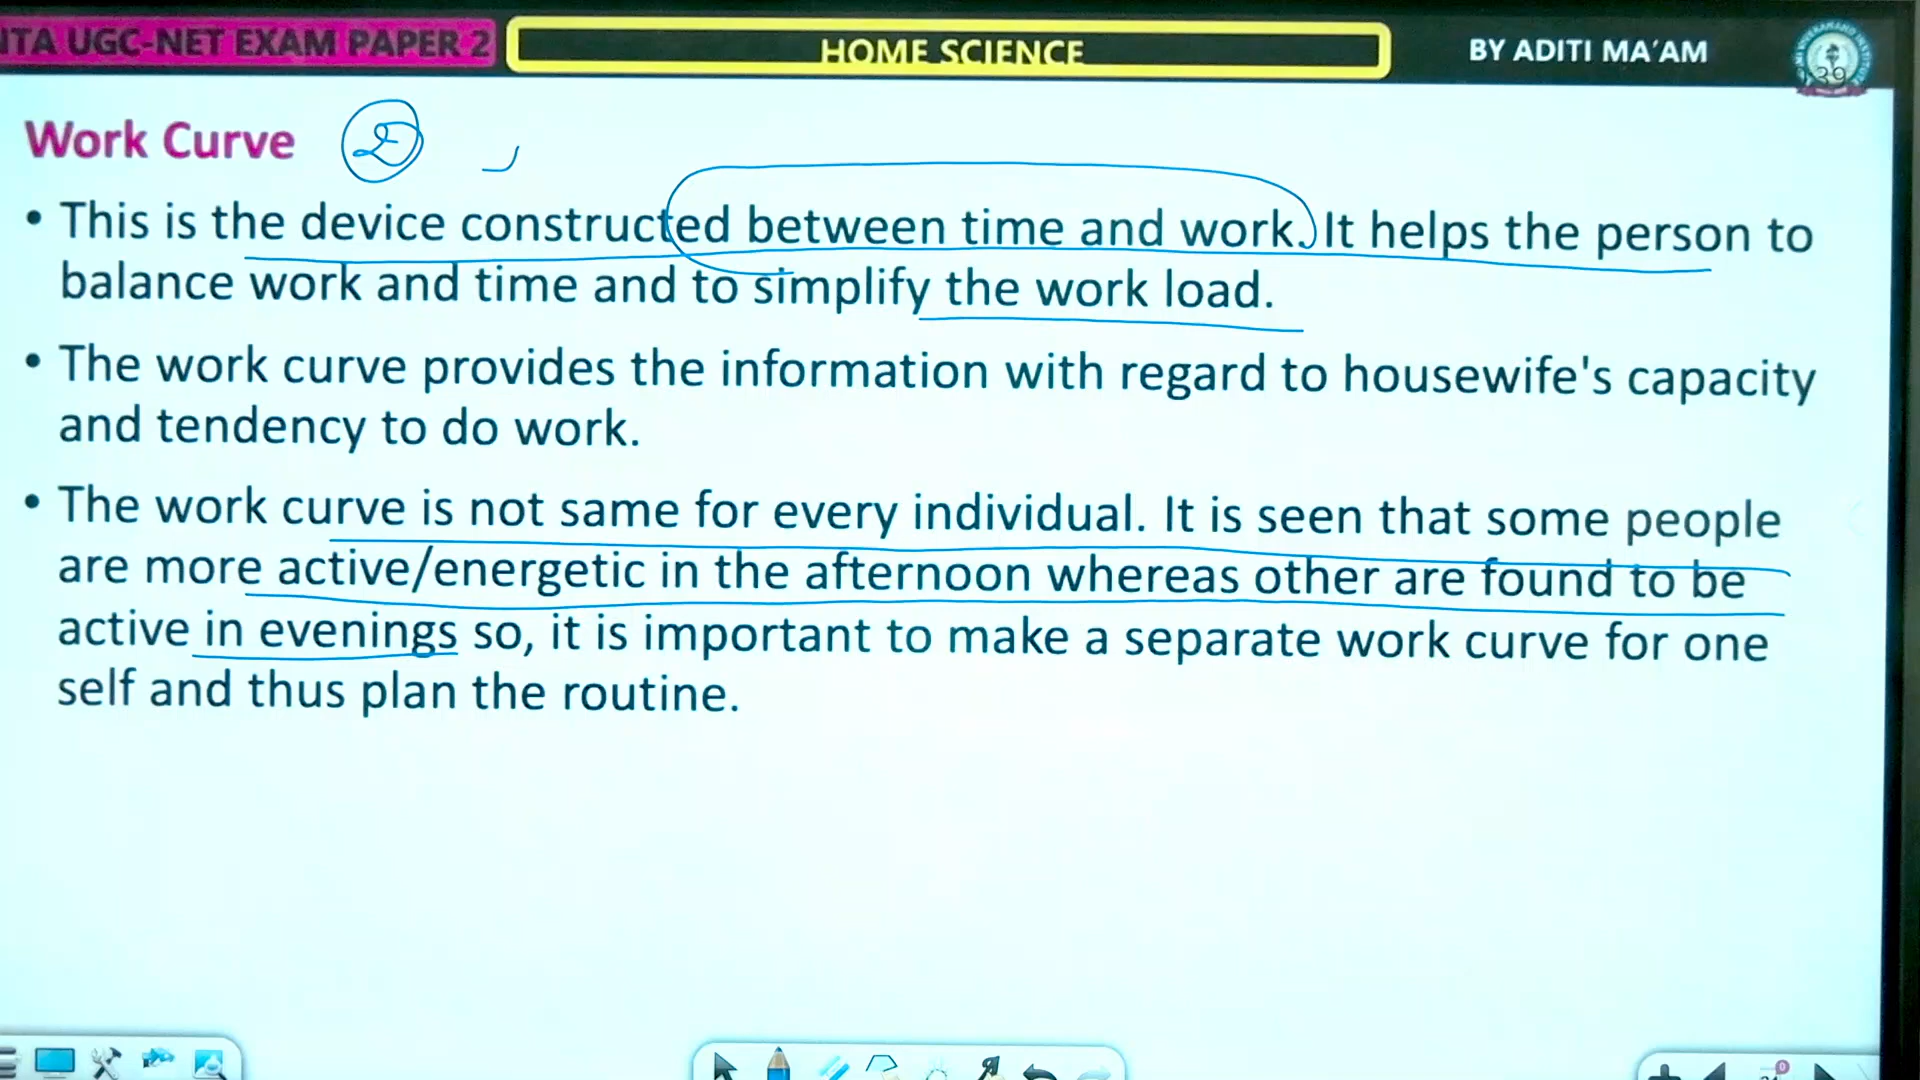 NTA UGC-NET EXAM PAPER 2
HOME SCIENCE
BY ADITI MA'AM
39
Work Curve
2
• This is the device constructed between time and work. It helps the person to
balance work and time and to simplify the work load.
• The work curve provides the information with regard to housewife's capacity
and tendency to do work.
• The work curve is not same for every individual. It is seen that some people
are more active/energetic in the afternoon whereas other are found to be
active in evenings so, it is important to make a separate work curve for one
self and thus plan the routine.